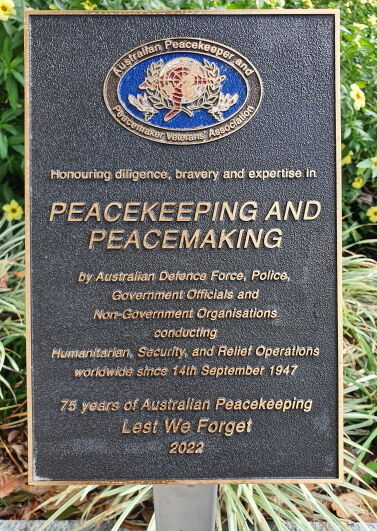 Australian Peacekeeper and
Peacemaker Veterans' Association
Honouring diligence, bravery and expertise in
PEACEKEEPING AND
PEACEMAKING
by Australian Defence Force, Police,
Government Officials and
Non-Government Organisations
conducting
Humanitarian, Security, and Relief Operations
worldwide since 14th September 1947
75 years of Australian Peacekeeping
Lest We Forget
2022